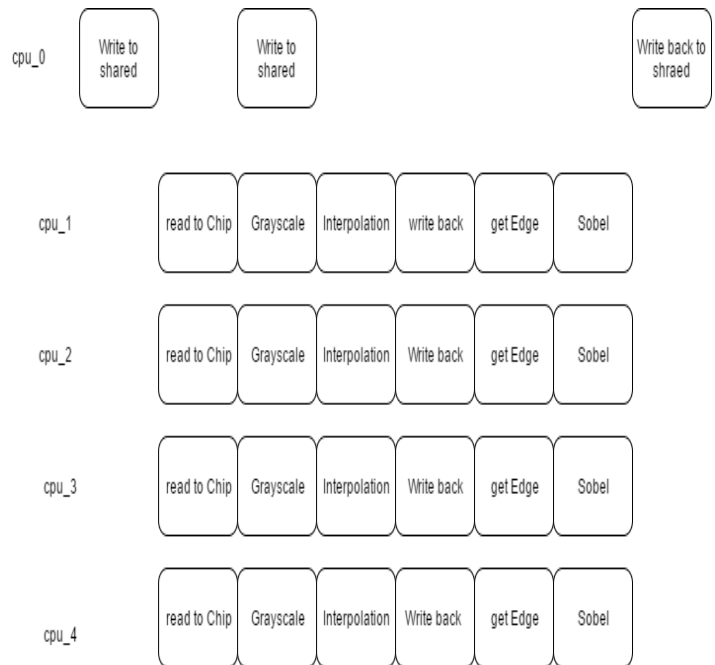 cpu_0
Write to
shared
Write to
shared
Write back to
shraed
cpu_1
read to Chip
Grayscale
Interpolation
write back
get Edge
Sobel
cpu_2
read to Chip
Grayscale
Interpolation
Write back
get Edge
Sobel
cpu_3
read to Chip
Grayscale
Interpolation
Write back
get Edge
Sobel
cpu_4
read to Chip
Grayscale
Interpolation
Write back
get Edge
Sobel